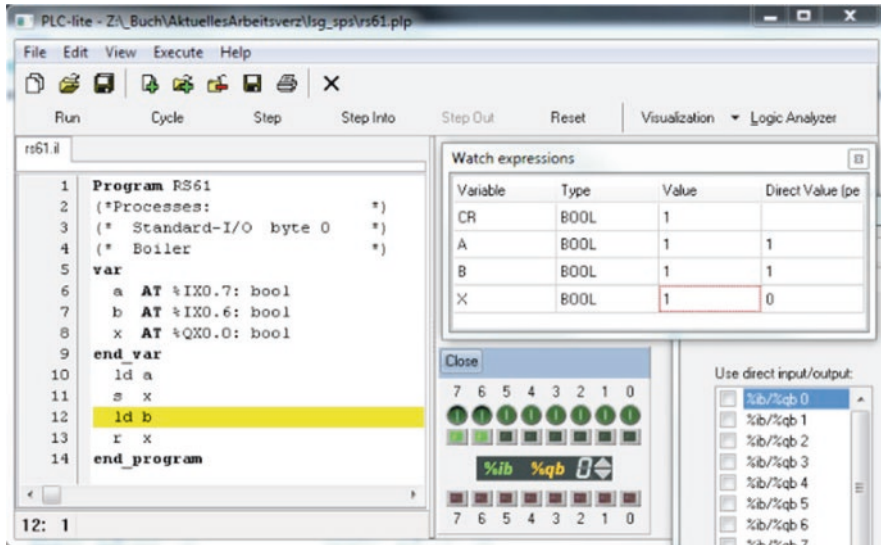 PLC-lite - Z:\_Buch\AktuellesArbeitsverz\lsg_sps\rs61.plp
File Edit View Execute Help
Run Cycle Step Step Into Step Out Reset Visualization Logic Analyzer
rs61.il
1 Program RS61
2 (*Processes: *)
3 (* Standard-I/O byte 0 *)
4 (* Boiler *)
5 var
6 a AT %IX0.7: bool
7 b AT %IX0.6: bool
8 x AT %QX0.0: bool
9 end_var
10 ld a
11 s x
12 ld b
13 r x
14 end_program
12: 1
Watch expressions
Variable Type Value Direct Value (pe
CR BOOL 1
A BOOL 1 1
B BOOL 1 1
X BOOL 1 0
Close
7 6 5 4 3 2 1 0
%ib %qb 0
7 6 5 4 3 2 1 0
Use direct input/output:
%ib/%qb 0
%ib/%qb 1
%ib/%qb 2
%ib/%qb 3
%ib/%qb 4
%ib/%qb 5
%ib/%qb 6
%ib/%qb 7